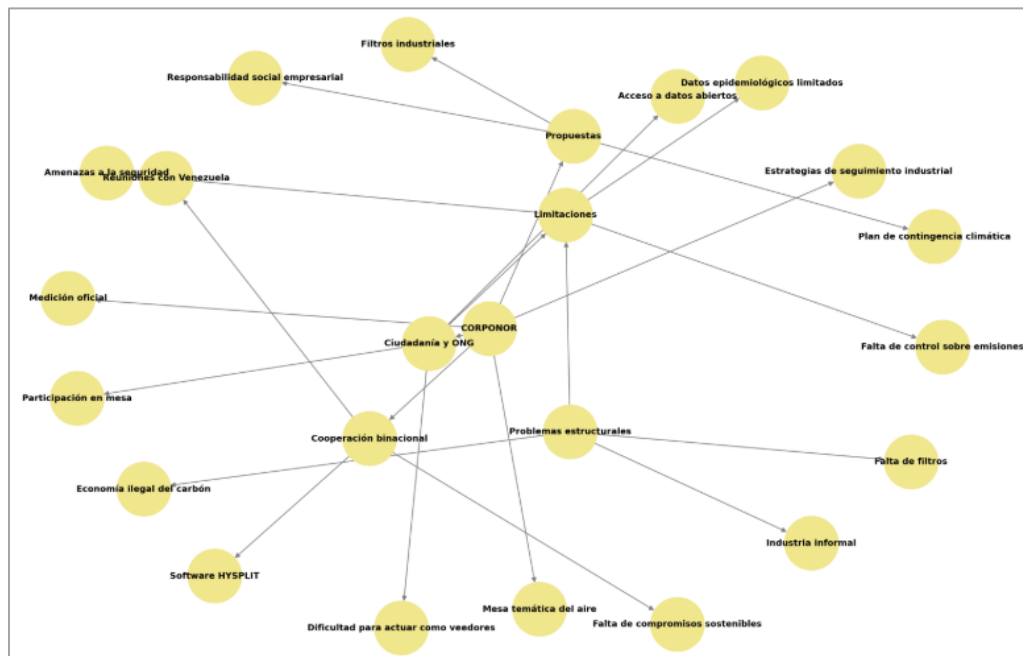 Filtros industriales
Responsabilidad social empresarial
Datos epidemiológicos limitados
Acceso a datos abiertos
Propuestas
Amenazas a la seguridad
Reuniones con Venezuela
Estrategias de seguimiento industrial
Limitaciones
Plan de contingencia climática
Medición oficial
CORPONOR
Ciudadanía y ONG
Falta de control sobre emisiones
Participación en mesa
Cooperación binacional
Problemas estructurales
Falta de filtros
Economía ilegal del carbón
Industria informal
Software HYSPLIT
Mesa temática del aire
Dificultad para actuar como veedores
Falta de compromisos sostenibles